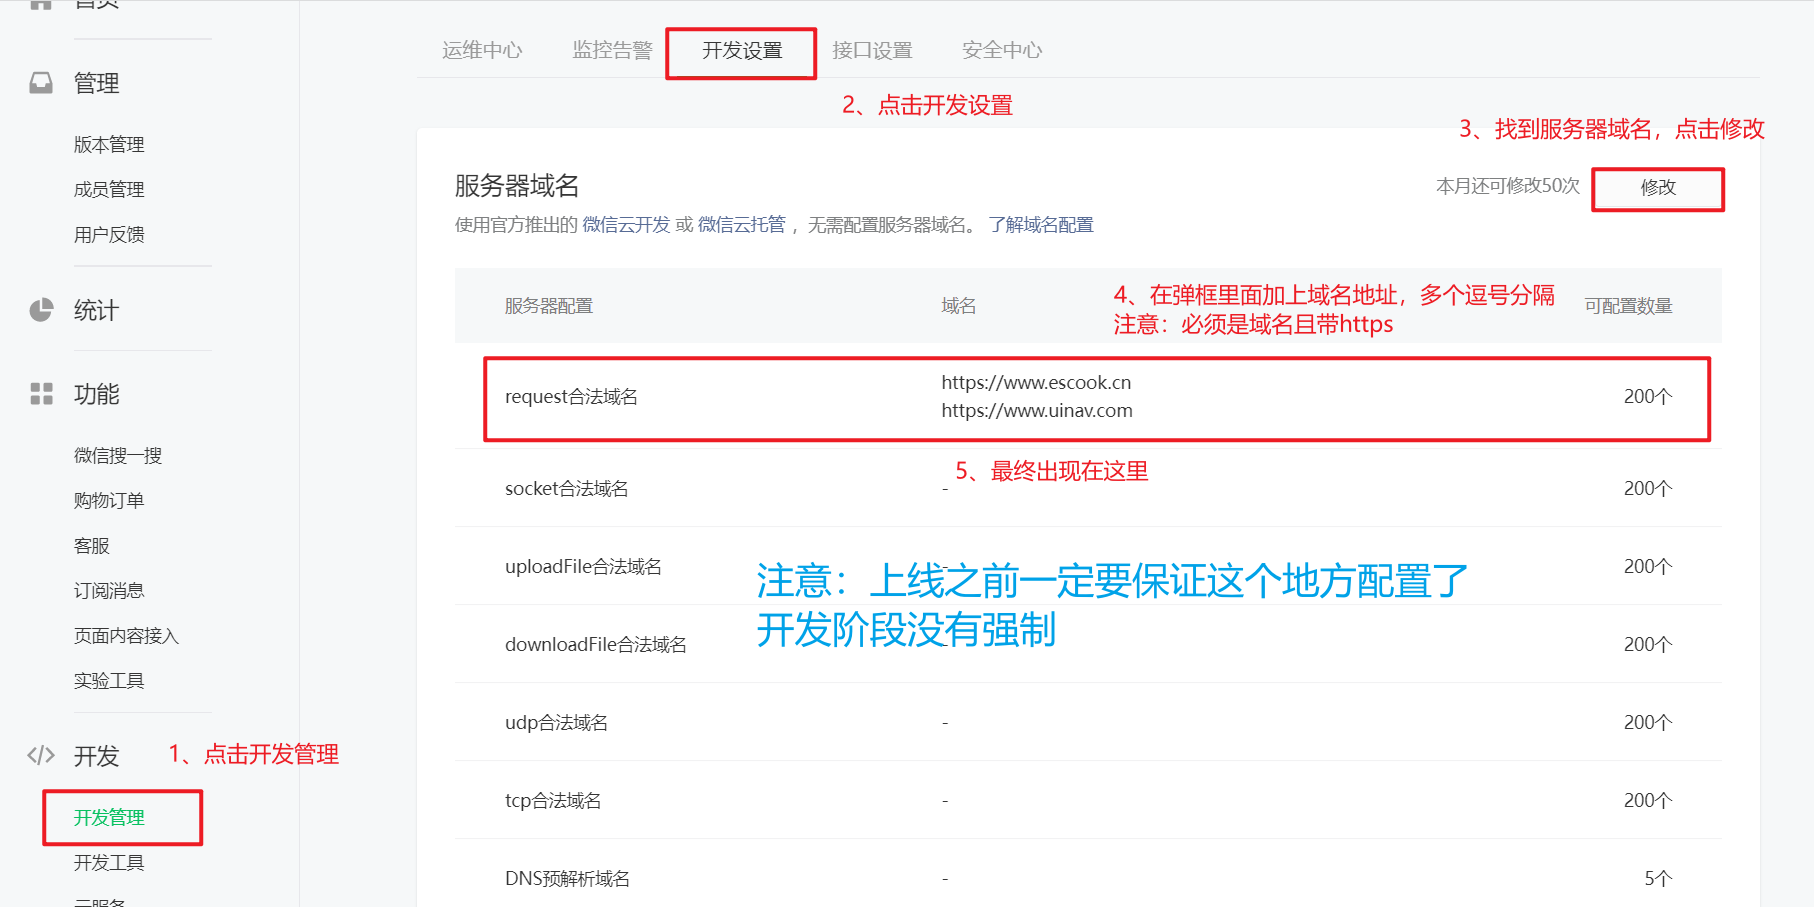 首页
管理
版本管理
成员管理
用户反馈
统计
功能
微信搜一搜
购物订单
客服
订阅消息
页面内容接入
实验工具
开发
1、点击开发管理
开发管理
开发工具
云服务
运维中心
监控告警
开发设置
接口设置
安全中心
2、点击开发设置
3、找到服务器域名，点击修改
服务器域名
本月还可修改50次
修改
使用官方推出的 微信云开发 或 微信云托管 ，无需配置服务器域名。 了解域名配置
服务器配置
域名
4、在弹框里面加上域名地址，多个逗号分隔
注意：必须是域名且带https
可配置数量
request合法域名
https://www.escook.cn
https://www.uinav.com
200个
5、最终出现在这里
socket合法域名
-
200个
uploadFile合法域名
-
200个
注意：上线之前一定要保证这个地方配置了
开发阶段没有强制
downloadFile合法域名
-
200个
udp合法域名
-
200个
tcp合法域名
-
200个
DNS预解析域名
-
5个